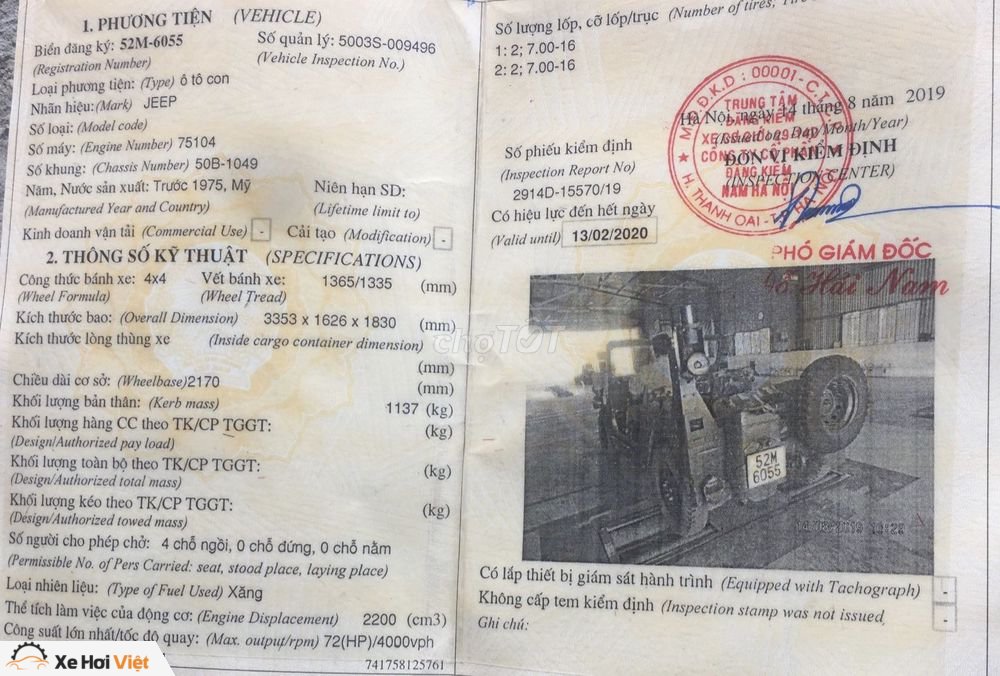 1. PHƯƠNG TIỆN (VEHICLE)
Biển đăng ký: 52M-6055 Số quản lý: 5003S-009496
(Registration Number) (Vehicle Inspection No.)
Loại phương tiện: (Type) ô tô con
Nhãn hiệu: (Mark) JEEP
Số loại: (Model code)
Số máy: (Engine Number) 75104
Số khung: (Chassis Number) 50B-1049
Năm, Nước sản xuất: Trước 1975, Mỹ Niên hạn SD:
(Manufactured Year and Country) (Lifetime limit to)
Kinh doanh vận tải (Commercial Use) - Cải tạo (Modification) -
2. THÔNG SỐ KỸ THUẬT (SPECIFICATIONS)
Công thức bánh xe: 4x4 Vết bánh xe: 1365/1335 (mm)
(Wheel Formula) (Wheel Tread)
Kích thước bao: (Overall Dimension) 3353 x 1626 x 1830 (mm)
Kích thước lòng thùng xe (Inside cargo container dimension)
(mm)
Chiều dài cơ sở: (Wheelbase) 2170 (mm)
Khối lượng bản thân: (Kerb mass) 1137 (kg)
Khối lượng hàng CC theo TK/CP TGGT: (kg)
(Design/Authorized pay load)
Khối lượng toàn bộ theo TK/CP TGGT: (kg)
(Design/Authorized total mass)
Khối lượng kéo theo TK/CP TGGT: (kg)
(Design/Authorized towed mass)
Số người cho phép chở: 4 chỗ ngồi, 0 chỗ đứng, 0 chỗ nằm
(Permissible No. of Pers Carried: seat, stood place, laying place)
Loại nhiên liệu: (Type of Fuel Used) Xăng
Thể tích làm việc của động cơ: (Engine Displacement) 2200 (cm3)
Công suất lớn nhất/tốc độ quay: (Max. output/rpm) 72(HP)/4000vph
741758125761
Xe Hơi Việt
Số lượng lốp, cỡ lốp/trục (Number of tires,
1: 2; 7.00-16
2: 2; 7.00-16
Hà Nội, ngày 14 tháng 8 năm 2019
(Issued on: Day/Month/Year)
ĐƠN VỊ KIỂM ĐỊNH
(INSPECTION CENTER)
TRUNG TÂM
ĐĂNG KIỂM
XE CƠ GIỚI
CÔNG TY CỔ PHẦN
ĐĂNG KIỂM
NAM HÀ NỘI
Số phiếu kiểm định
(Inspection Report No)
2914D-15570/19
Có hiệu lực đến hết ngày
(Valid until) 13/02/2020
PHÓ GIÁM ĐỐC
Hải Nam
chợTỐT
52M
6055
Có lắp thiết bị giám sát hành trình (Equipped with Tachograph) -
Không cấp tem kiểm định (Inspection stamp was not issued -
Ghi chú: